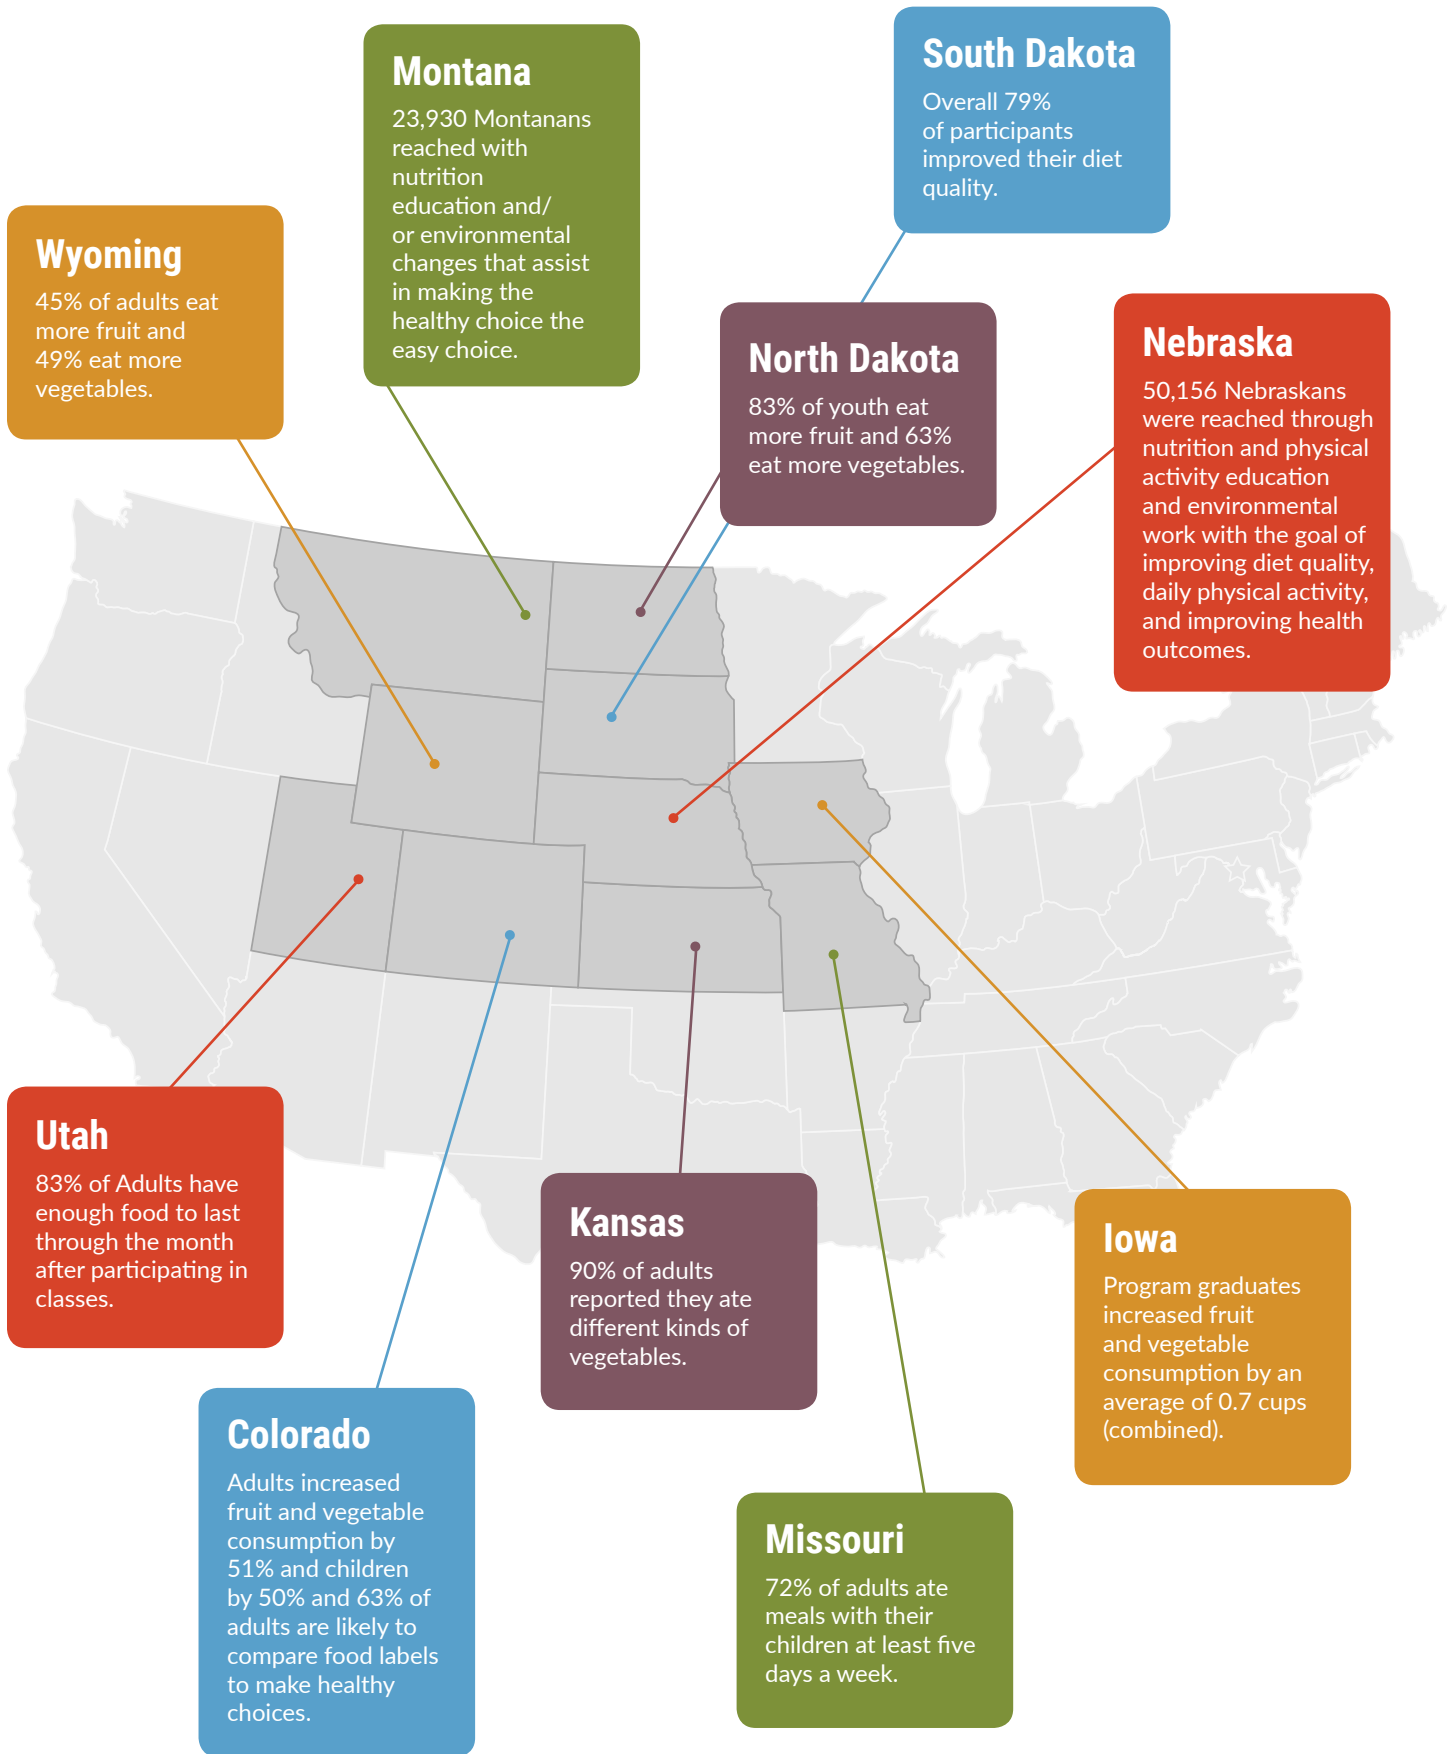 Montana
23,930 Montanans
reached with
nutrition
education and/
or environmental
changes that assist
in making the
healthy choice the
easy choice.
South Dakota
Overall 79%
of participants
improved their diet
quality.
Wyoming
45% of adults eat
more fruit and
49% eat more
vegetables.
North Dakota
83% of youth eat
more fruit and 63%
eat more vegetables.
Nebraska
50,156 Nebraskans
were reached through
nutrition and physical
activity education
and environmental
work with the goal of
improving diet quality,
daily physical activity,
and improving health
outcomes.
Utah
83% of Adults have
enough food to last
through the month
after participating in
classes.
Kansas
90% of adults
reported they ate
different kinds of
vegetables.
Iowa
Program graduates
increased fruit
and vegetable
consumption by an
average of 0.7 cups
(combined).
Colorado
Adults increased
fruit and vegetable
consumption by
51% and children
by 50% and 63% of
adults are likely to
compare food labels
to make healthy
choices.
Missouri
72% of adults ate
meals with their
children at least five
days a week.